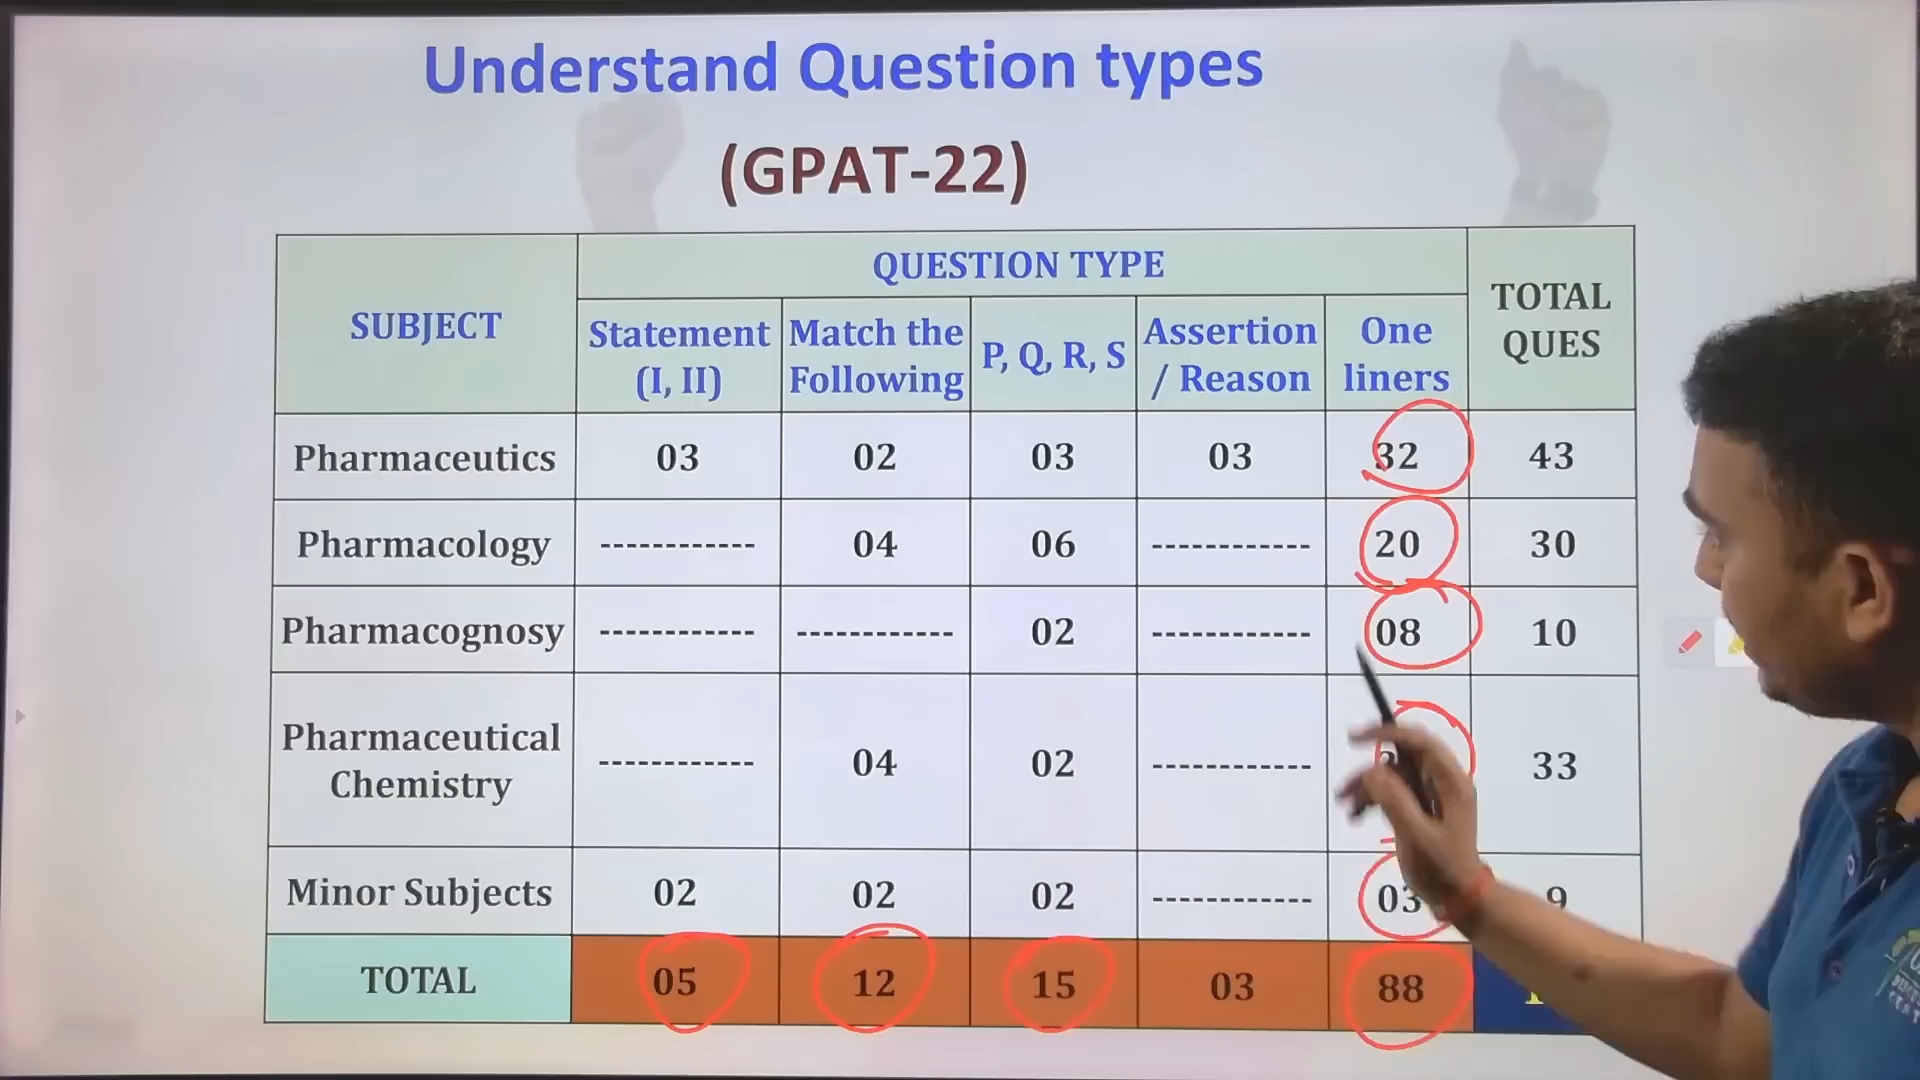 Understand Question types
(GPAT-22)
SUBJECT
QUESTION TYPE
TOTAL
QUES
Statement
(I, II)
Match the
Following
P, Q, R, S
Assertion
/ Reason
One
liners
Pharmaceutics 03 02 03 03 32 43
Pharmacology ------------ 04 06 ------------ 20 30
Pharmacognosy ------------ ------------ 02 ------------ 08 10
Pharmaceutical
Chemistry ------------ 04 02 ------------ 33
Minor Subjects 02 02 02 ------------ 03 9
TOTAL 05 12 15 03 88